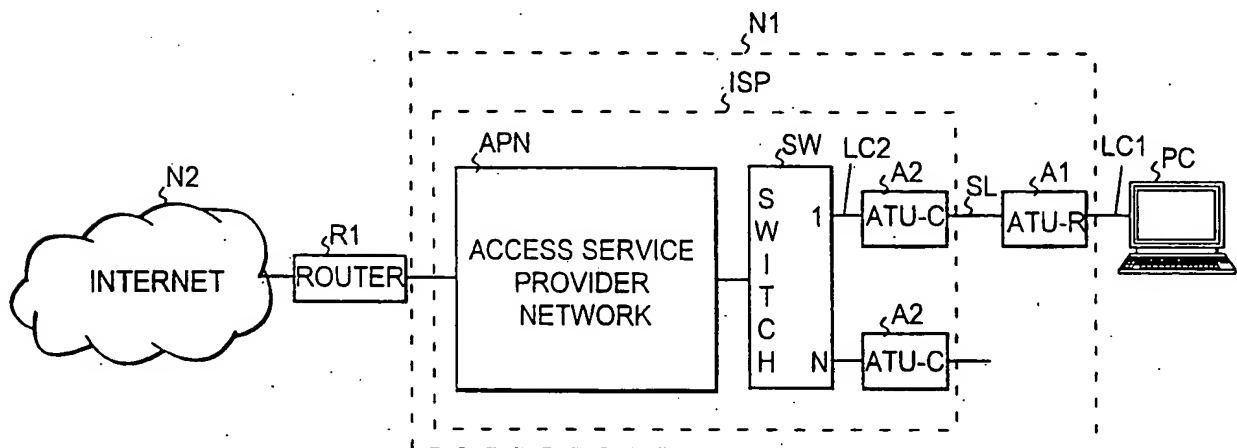 N1
ISP
APN
SW
LC2
A2
SL
A1
LC1
PC
N2
R1
INTERNET
ROUTER
ACCESS SERVICE
PROVIDER
NETWORK
SWITCH
1
ATU-C
ATU-R
A2
N
ATU-C